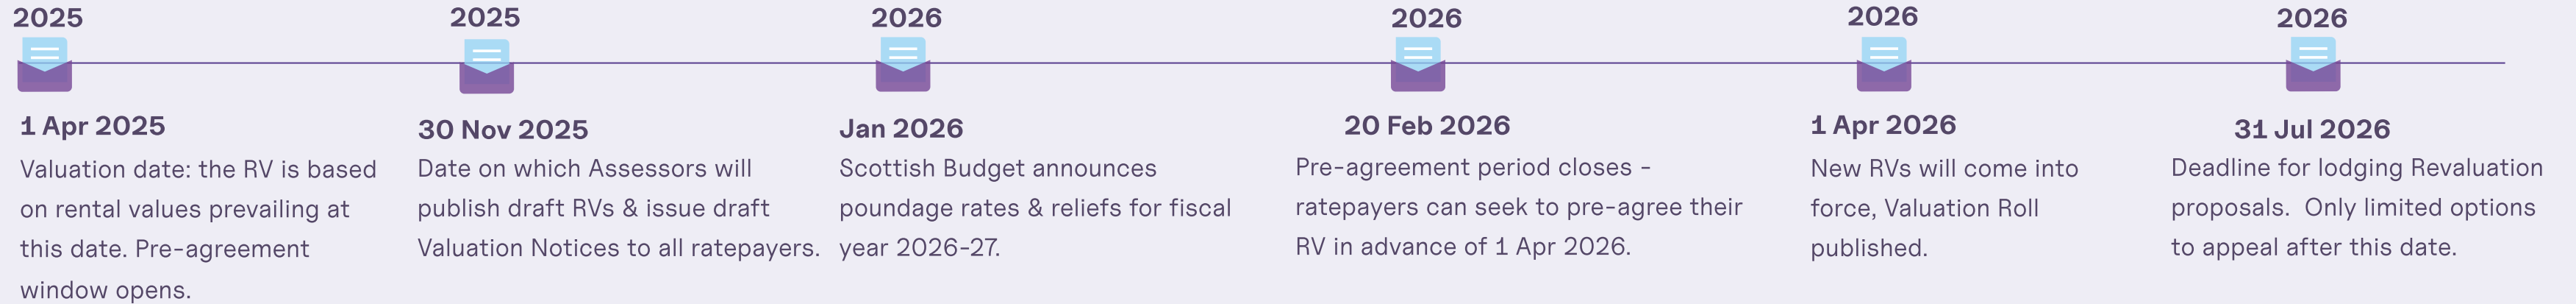 2025
1 Apr 2025
Valuation date: the RV is based
on rental values prevailing at
this date. Pre-agreement
window opens.
2025
30 Nov 2025
Date on which Assessors will
publish draft RVs & issue draft
Valuation Notices to all ratepayers.
2026
Jan 2026
Scottish Budget announces
poundage rates & reliefs for fiscal
year 2026-27.
2026
20 Feb 2026
Pre-agreement period closes -
ratepayers can seek to pre-agree their
RV in advance of 1 Apr 2026.
2026
1 Apr 2026
New RVs will come into
force, Valuation Roll
published.
2026
31 Jul 2026
Deadline for lodging Revaluation
proposals.  Only limited options
to appeal after this date.